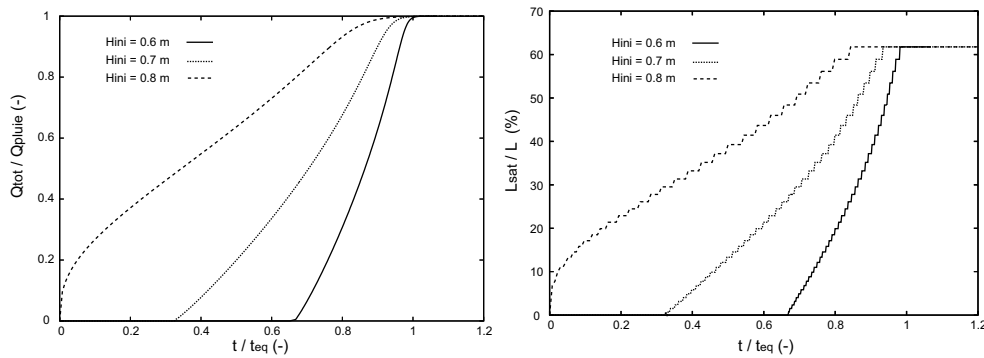 Qtot / Qpluie (-)
1
0.8
0.6
0.4
0.2
0
Hini = 0.6 m
Hini = 0.7 m
Hini = 0.8 m
0 0.2 0.4 0.6 0.8 1 1.2
t / teq (-)
Lsat / L (%)
70
60
50
40
30
20
10
0
Hini = 0.6 m
Hini = 0.7 m
Hini = 0.8 m
0 0.2 0.4 0.6 0.8 1 1.2
t / teq (-)